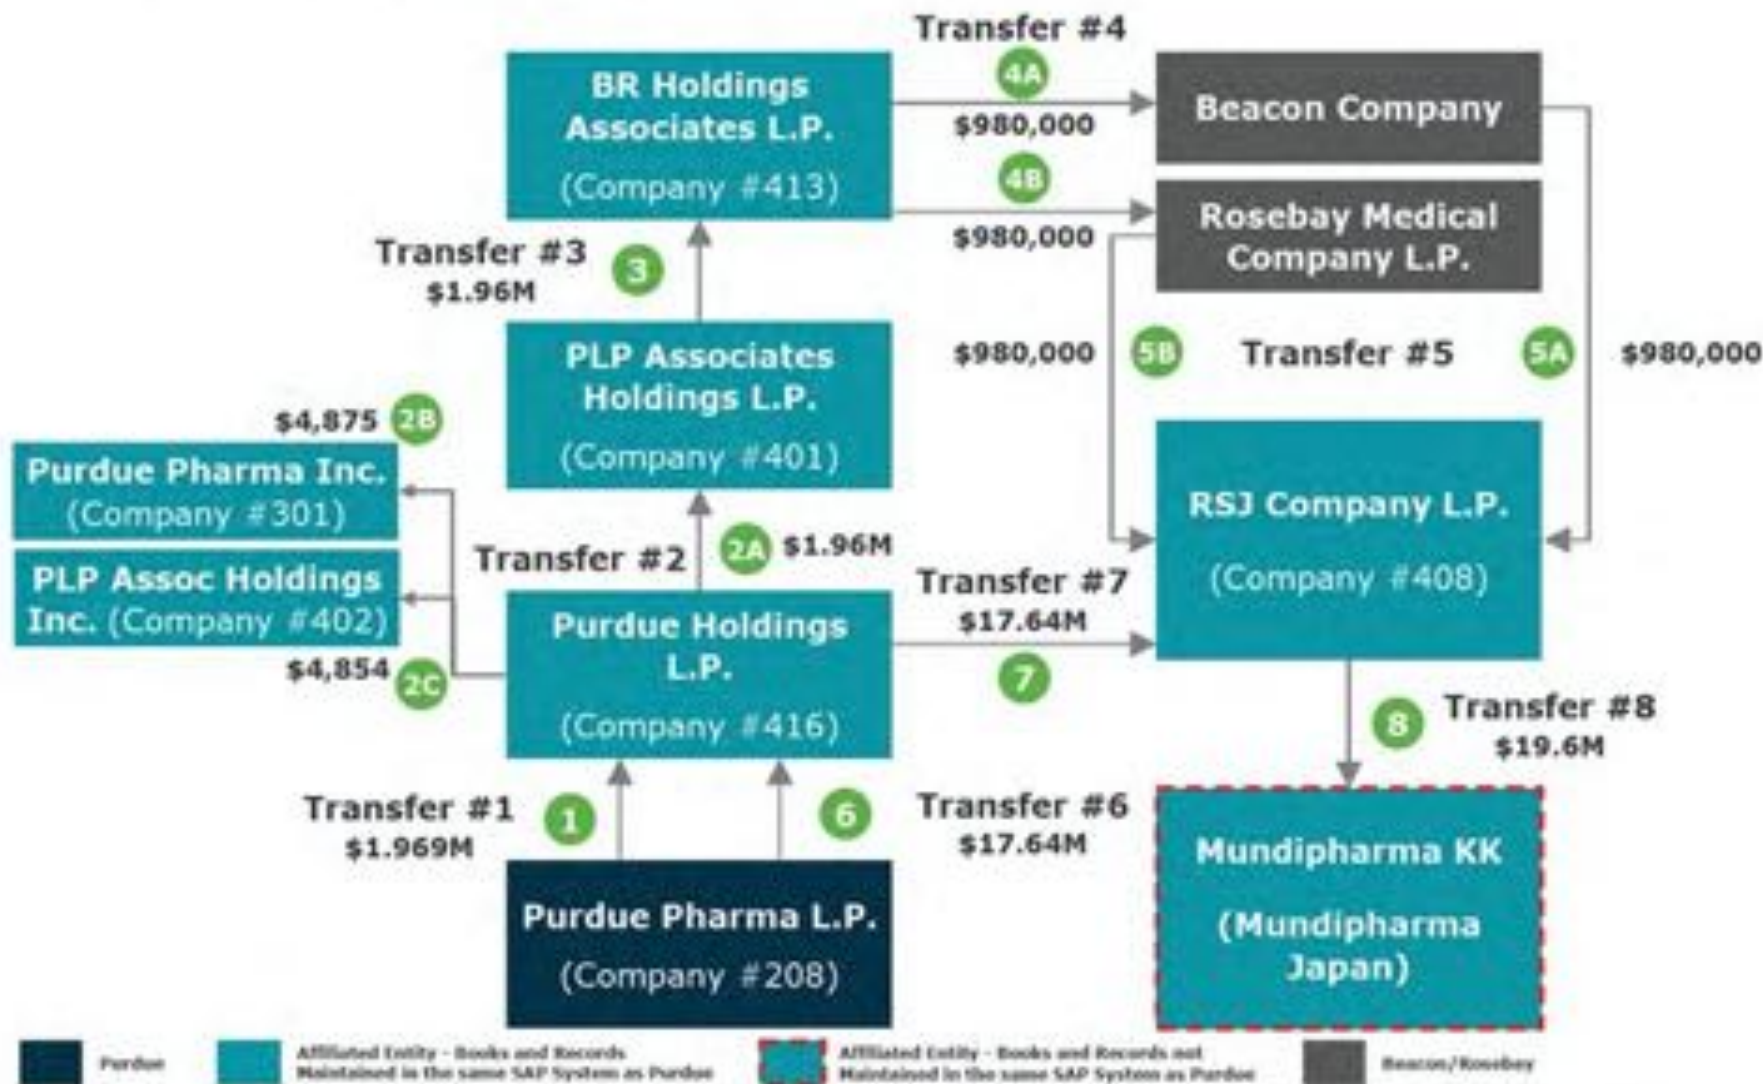 Transfer #4
4A
$980,000
4B
$980,000
BR Holdings
Associates L.P.
(Company #413)
Beacon Company
Rosebay Medical
Company L.P.
Transfer #3
$1.96M
3
PLP Associates
Holdings L.P.
(Company #401)
$980,000
5B
Transfer #5
5A
$980,000
$4,875
2B
Purdue Pharma Inc.
(Company #301)
PLP Assoc Holdings
Inc. (Company #402)
$4,854
2C
Transfer #2
2A
$1.96M
RSJ Company L.P.
(Company #408)
Transfer #7
$17.64M
7
Purdue Holdings
L.P.
(Company #416)
8
Transfer #8
$19.6M
Transfer #1
$1.969M
1
6
Transfer #6
$17.64M
Purdue Pharma L.P.
(Company #208)
Mundipharma KK
(Mundipharma
Japan)
Purdue
Affiliated Entity - Books and Records
Maintained in the same SAP System as Purdue
Affiliated Entity - Books and Records not
Maintained in the same SAP System as Purdue
Beacon/Rosebay